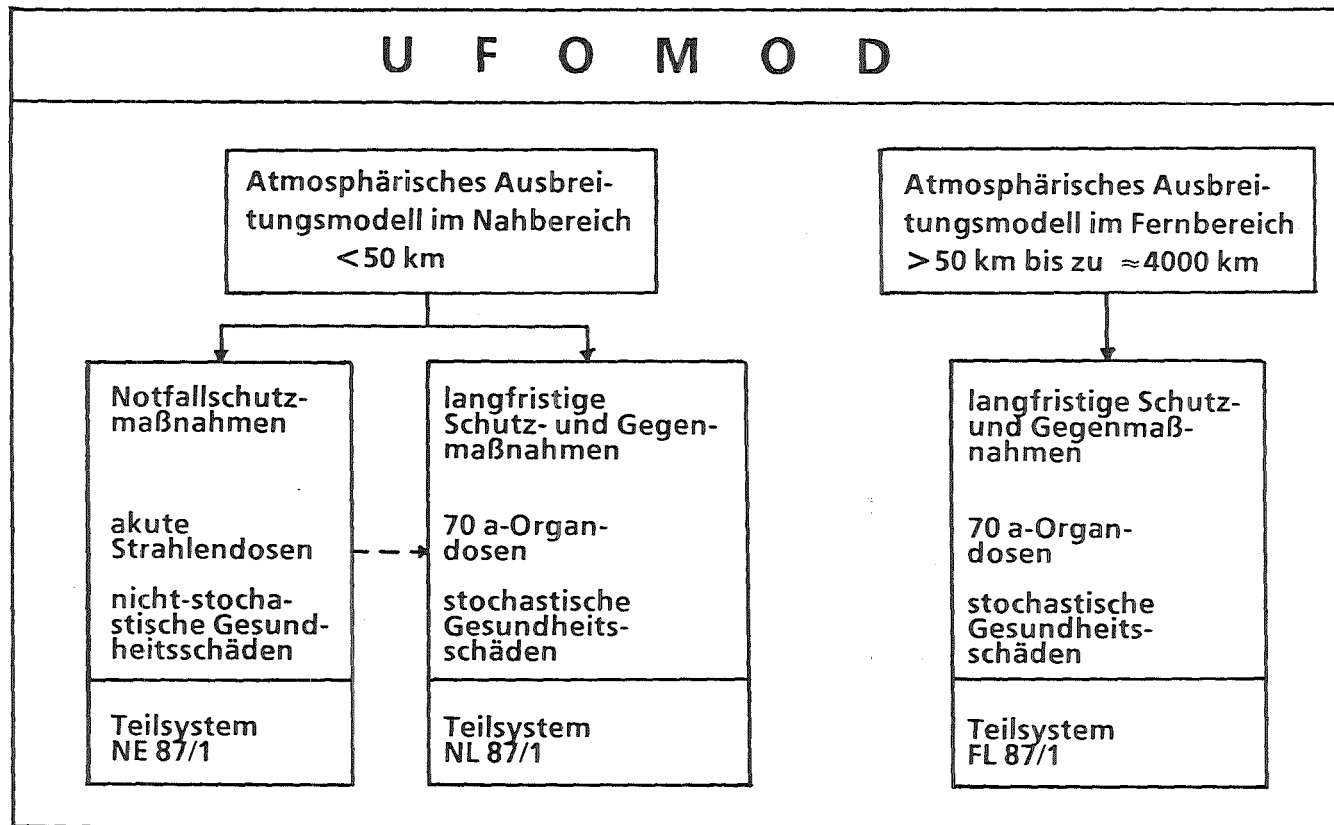 U F O M O D
Atmosphärisches Ausbrei-
tungsmodell im Nahbereich
<50 km
Atmosphärisches Ausbrei-
tungsmodell im Fernbereich
>50 km bis zu ≈4000 km
Notfallschutz-
maßnahmen
akute
Strahlendosen
nicht-stocha-
stische Gesund-
heitsschäden
Teilsystem
NE 87/1
langfristige
Schutz- und Gegen-
maßnahmen
70 a-Organ-
dosen
stochastische
Gesundheits-
schäden
Teilsystem
NL 87/1
langfristige Schutz-
und Gegenmaß-
nahmen
70 a-Organ-
dosen
stochastische
Gesundheits-
schäden
Teilsystem
FL 87/1